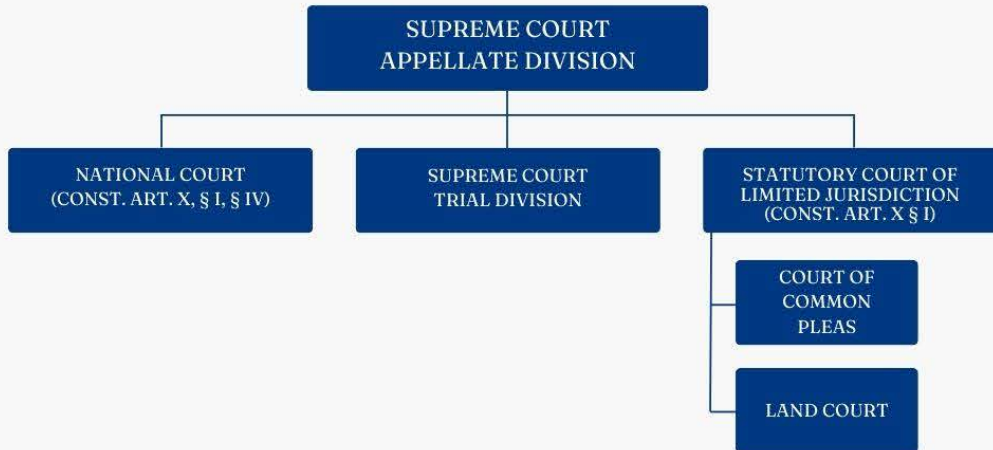 SUPREME COURT
APPELLATE DIVISION
NATIONAL COURT
(CONST. ART. X, § I, § IV)
SUPREME COURT
TRIAL DIVISION
STATUTORY COURT OF
LIMITED JURISDICTION
(CONST. ART. X § I)
COURT OF
COMMON
PLEAS
LAND COURT